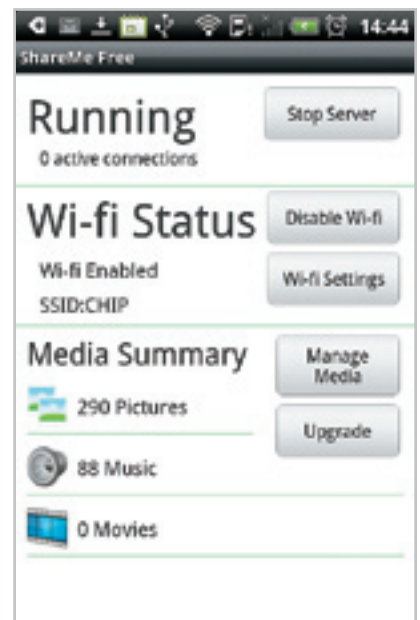 14:44
ShareMe Free
Running
Stop Server
0 active connections
Wi-fi Status
Disable Wi-fi
Wi-fi Enabled
Wi-fi Settings
SSID:CHIP
Media Summary
Manage
Media
290 Pictures
Upgrade
88 Music
0 Movies